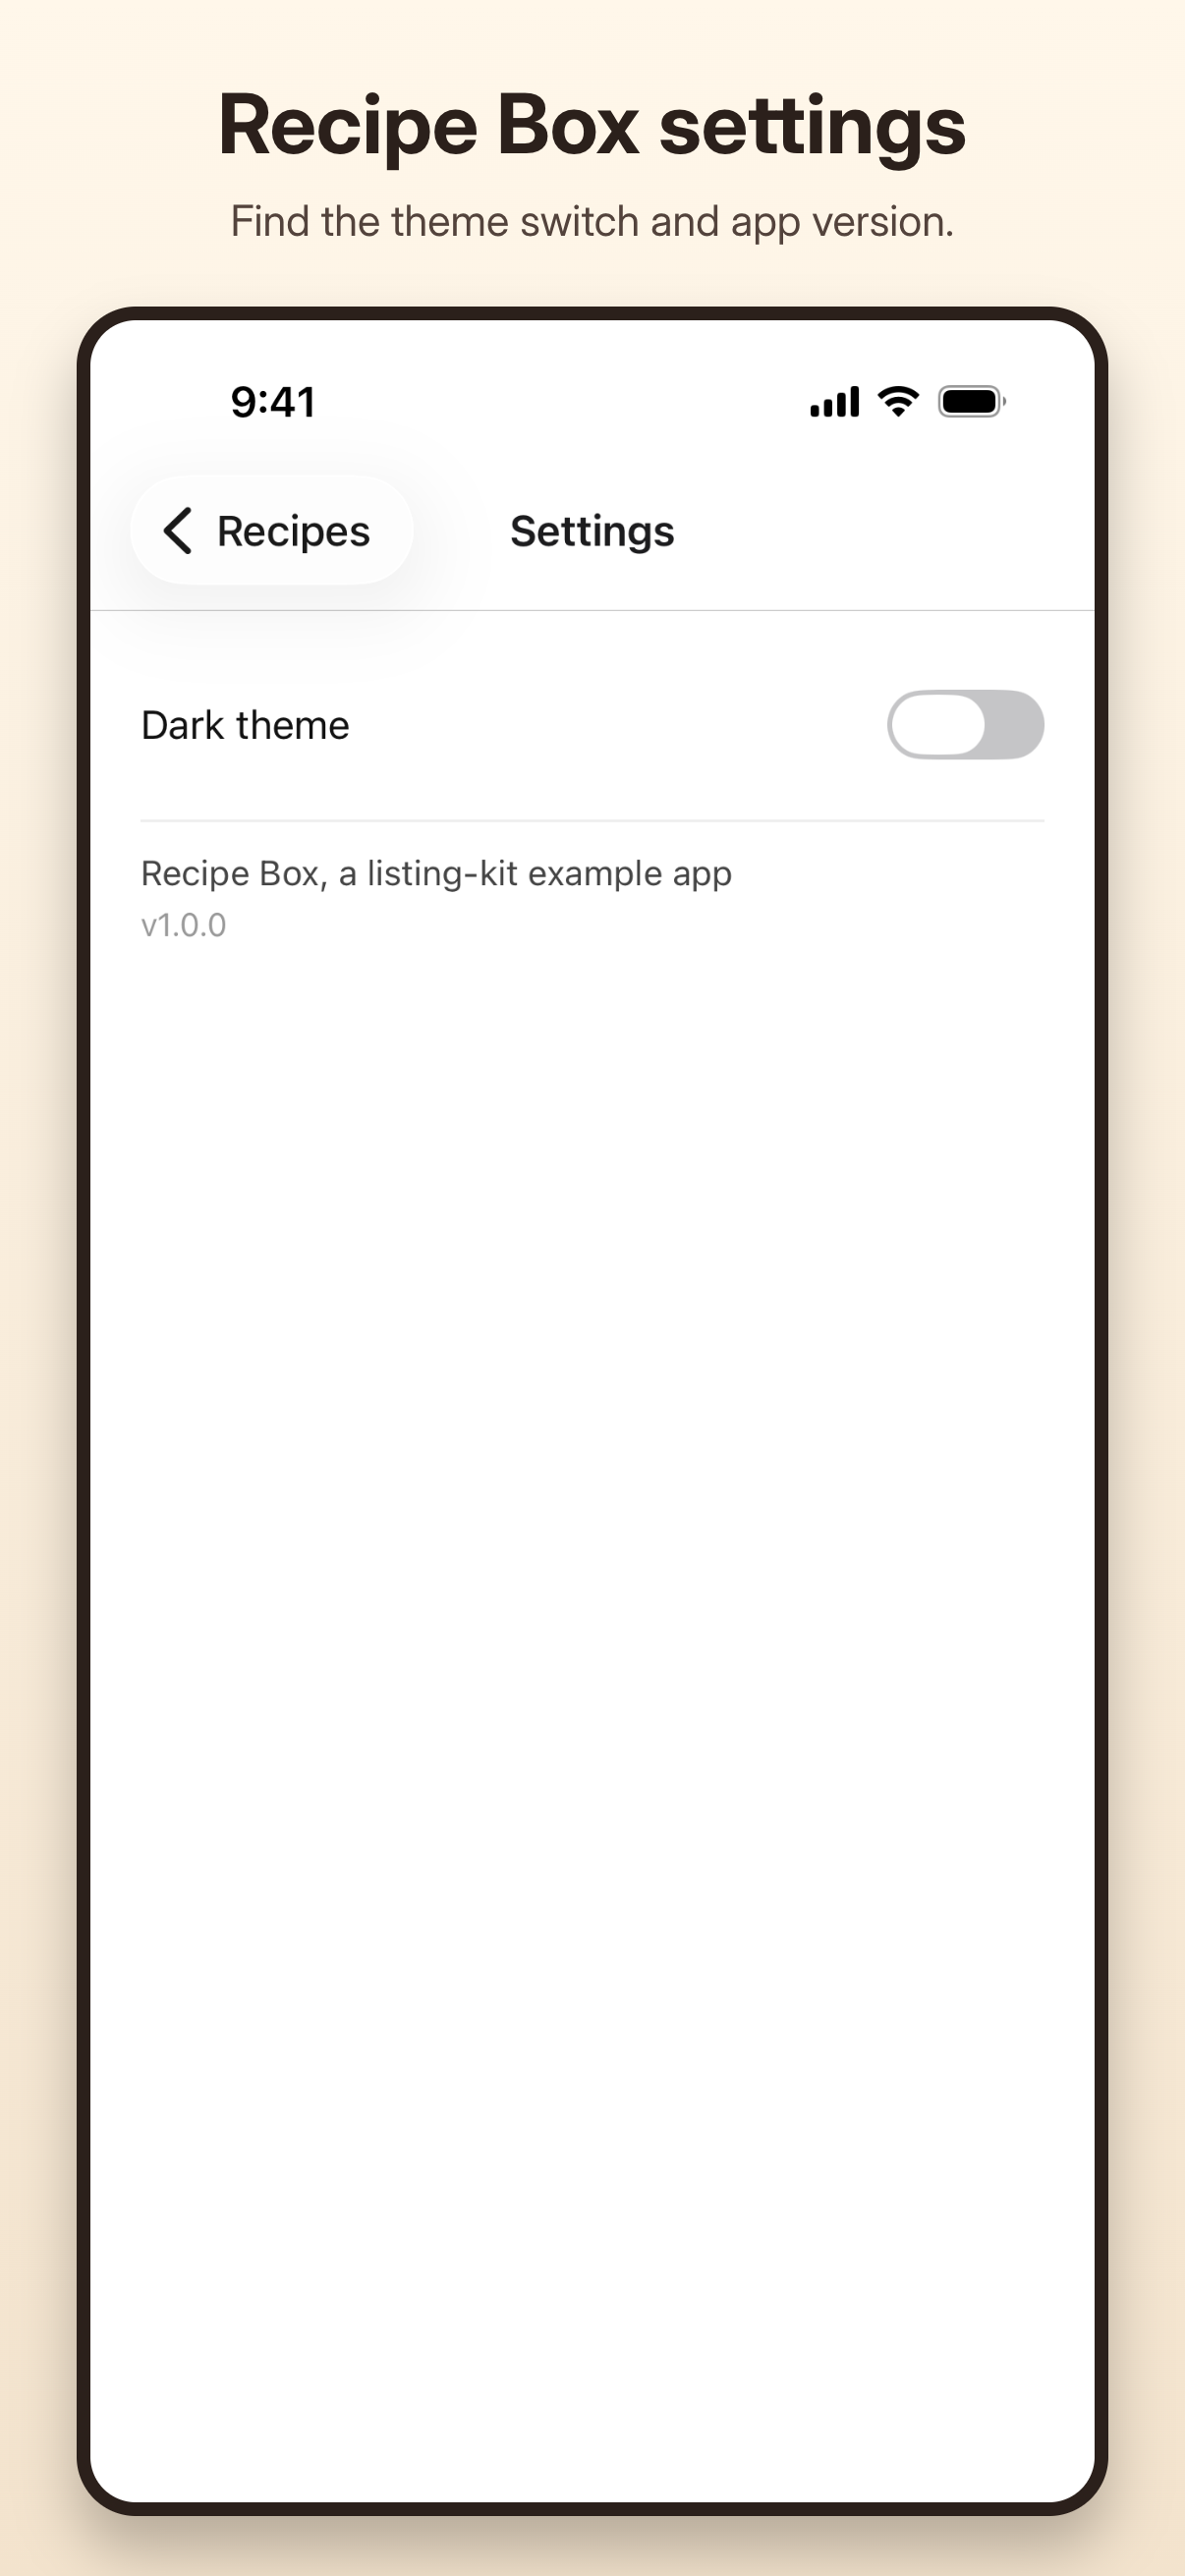 Recipe Box settings
Find the theme switch and app version.
9:41
Recipes
Settings
Dark theme
Recipe Box, a listing-kit example app
v1.0.0